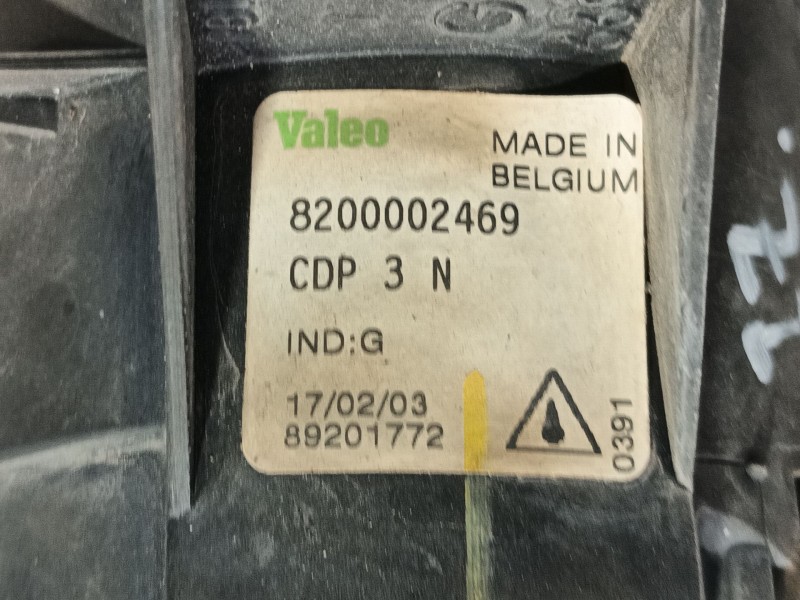 Valeo
MADE IN
BELGIUM
8200002469
CDP 3 N
IND:G
17/02/03
89201772
0391